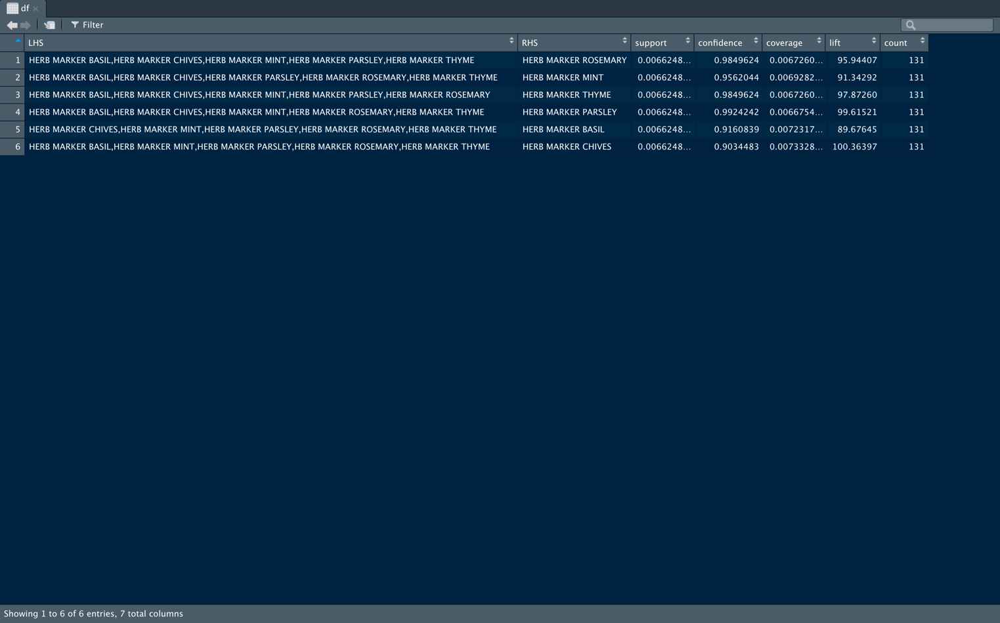 df
Filter
LHS RHS support confidence coverage lift count
1 HERB MARKER BASIL,HERB MARKER CHIVES,HERB MARKER MINT,HERB MARKER PARSLEY,HERB MARKER THYME HERB MARKER ROSEMARY 0.0066248... 0.9849624 0.0067260... 95.94407 131
2 HERB MARKER BASIL,HERB MARKER CHIVES,HERB MARKER PARSLEY,HERB MARKER ROSEMARY,HERB MARKER THYME HERB MARKER MINT 0.0066248... 0.9562044 0.0069282... 91.34292 131
3 HERB MARKER BASIL,HERB MARKER CHIVES,HERB MARKER MINT,HERB MARKER PARSLEY,HERB MARKER ROSEMARY HERB MARKER THYME 0.0066248... 0.9849624 0.0067260... 97.87260 131
4 HERB MARKER BASIL,HERB MARKER CHIVES,HERB MARKER MINT,HERB MARKER ROSEMARY,HERB MARKER THYME HERB MARKER PARSLEY 0.0066248... 0.9924242 0.0066754... 99.61521 131
5 HERB MARKER CHIVES,HERB MARKER MINT,HERB MARKER PARSLEY,HERB MARKER ROSEMARY,HERB MARKER THYME HERB MARKER BASIL 0.0066248... 0.9160839 0.0072317... 89.67645 131
6 HERB MARKER BASIL,HERB MARKER MINT,HERB MARKER PARSLEY,HERB MARKER ROSEMARY,HERB MARKER THYME HERB MARKER CHIVES 0.0066248... 0.9034483 0.0073328... 100.36397 131
Showing 1 to 6 of 6 entries, 7 total columns